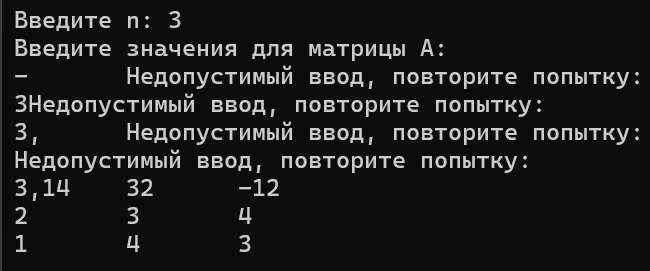 Введите n: 3
Введите значения для матрицы A:
-       Недопустимый ввод, повторите попытку:
3Недопустимый ввод, повторите попытку:
3,      Недопустимый ввод, повторите попытку:
Недопустимый ввод, повторите попытку:
3,14    32      -12
2       3       4
1       4       3